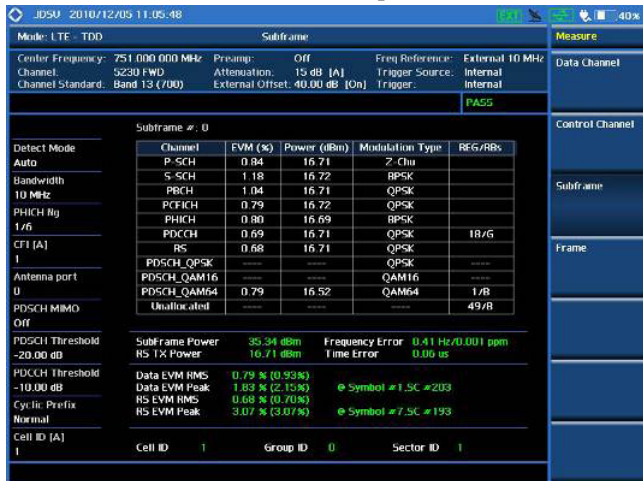 JDSU 2010/12/05 11:05:48 EXT 40%
Mode: LTE - TDD Subframe Measure
Center Frequency: 751.000 000 MHz Preamp: Off Freq Reference: External 10 MHz
Channel: 5230 FWD Attenuation: 15 dB [A] Trigger Source: Internal
Channel Standard: Band 13 (700) External Offset: 40.00 dB [On] Trigger: Internal
PASS
Data Channel
Control Channel
Subframe
Frame
Subframe #: 0
Detect Mode
Auto
Bandwidth
10 MHz
PHICH Ng
1/6
CFI [A]
1
Antenna port
0
PDSCH MIMO
Off
PDSCH Threshold
-20.00 dB
PDCCH Threshold
-10.00 dB
Cyclic Prefix
Normal
Cell ID [A]
1
Channel EVM (%) Power (dBm) Modulation Type REG/RBs
P-SCH 0.84 16.71 Z-Chu
S-SCH 1.18 16.72 BPSK
PBCH 1.04 16.71 QPSK
PCFICH 0.79 16.72 QPSK
PHICH 0.80 16.69 BPSK
PDCCH 0.69 16.71 QPSK 18/G
RS 0.68 16.71 QPSK
PDSCH_QPSK ---- ---- QPSK ----
PDSCH_QAM16 ---- ---- QAM16 ----
PDSCH_QAM64 0.79 16.52 QAM64 1/B
Unallocated ---- ---- ---- 49/B
SubFrame Power 35.34 dBm Frequency Error 0.41 Hz/0.001 ppm
RS TX Power 16.71 dBm Time Error 0.06 us
Data EVM RMS 0.79 % (0.93%)
Data EVM Peak 1.83 % (2.15%) @ Symbol #1,SC #203
RS EVM RMS 0.68 % (0.70%)
RS EVM Peak 3.07 % (3.07%) @ Symbol #7,SC #193
Cell ID 1 Group ID 0 Sector ID 1